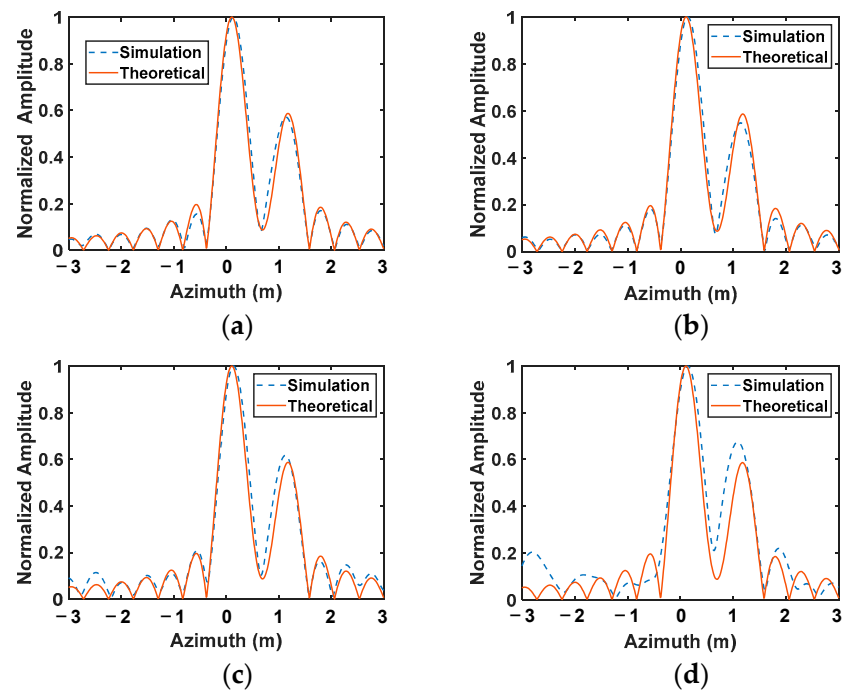 1
0.8
0.6
0.4
0.2
0
Normalized Amplitude
Simulation
Theoretical
−3 −2 −1 0 1 2 3
Azimuth (m)
(a)
1
0.8
0.6
0.4
0.2
0
Normalized Amplitude
Simulation
Theoretical
−3 −2 −1 0 1 2 3
Azimuth (m)
(b)
1
0.8
0.6
0.4
0.2
0
Normalized Amplitude
Simulation
Theoretical
−3 −2 −1 0 1 2 3
Azimuth (m)
(c)
1
0.8
0.6
0.4
0.2
0
Normalized Amplitude
Simulation
Theoretical
−3 −2 −1 0 1 2 3
Azimuth (m)
(d)